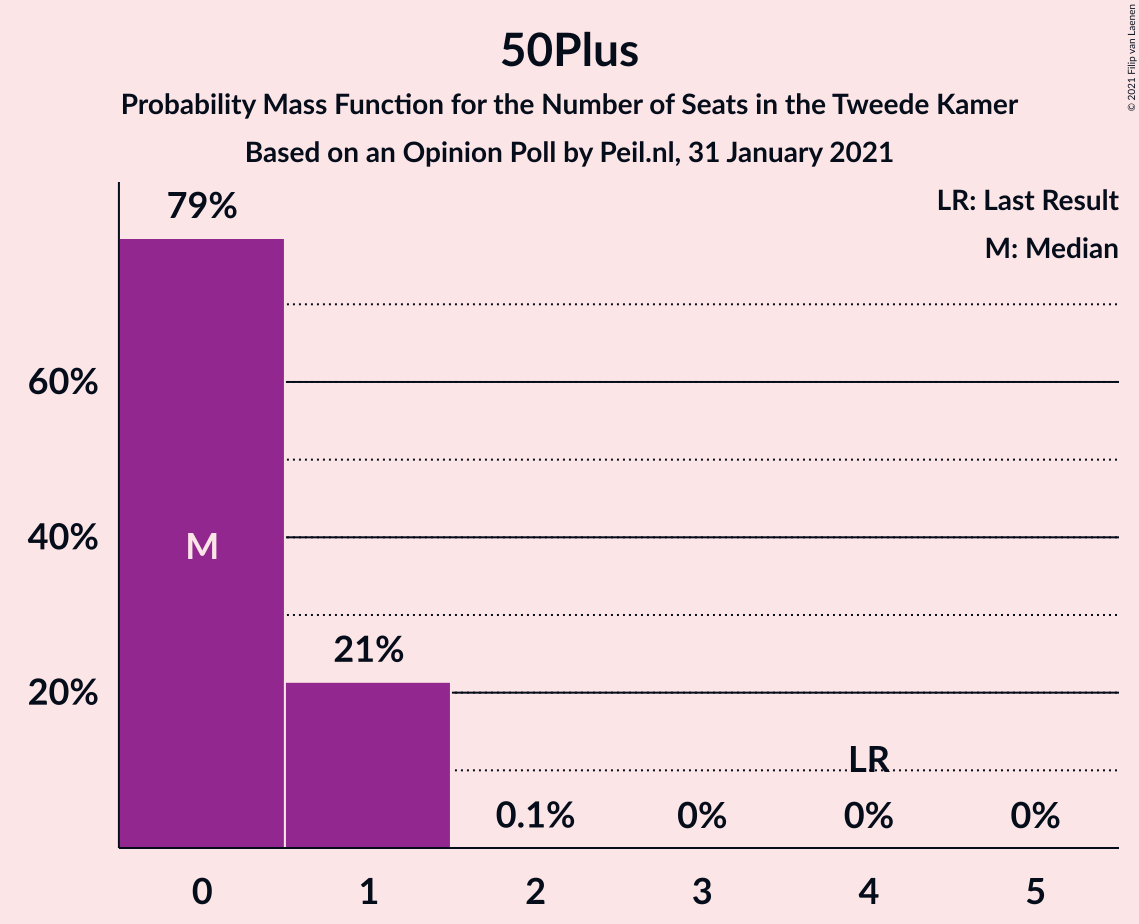 50Plus
Probability Mass Function for the Number of Seats in the Tweede Kamer
Based on an Opinion Poll by Peil.nl, 31 January 2021
© 2021 Filip van Laenen
LR: Last Result
M: Median
79%
60%
40%
M
21%
20%
LR
0.1%
0%
0%
0%
0
1
2
3
4
5